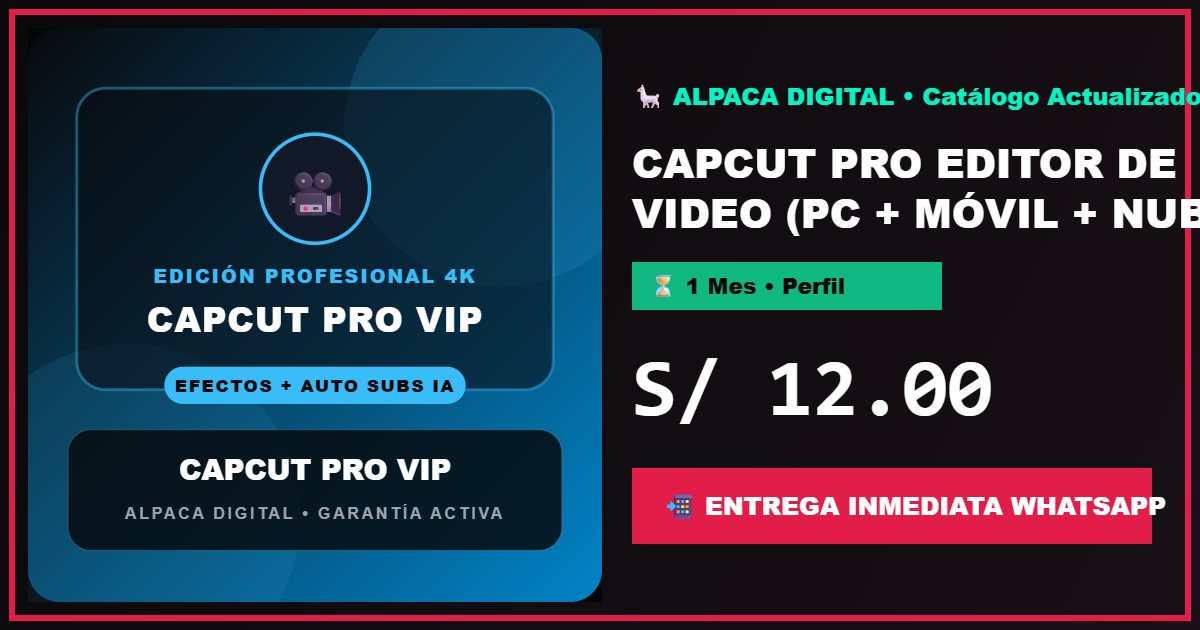 EDICIÓN PROFESIONAL 4K
CAPCUT PRO VIP
EFECTOS + AUTO SUBS IA
CAPCUT PRO VIP
ALPACA DIGITAL • GARANTÍA ACTIVA
🦙 ALPACA DIGITAL • Catálogo Actualizado
CAPCUT PRO EDITOR DE
VIDEO (PC + MÓVIL + NUB
⏳ 1 Mes • Perfil
S/ 12.00
📲 ENTREGA INMEDIATA WHATSAPP